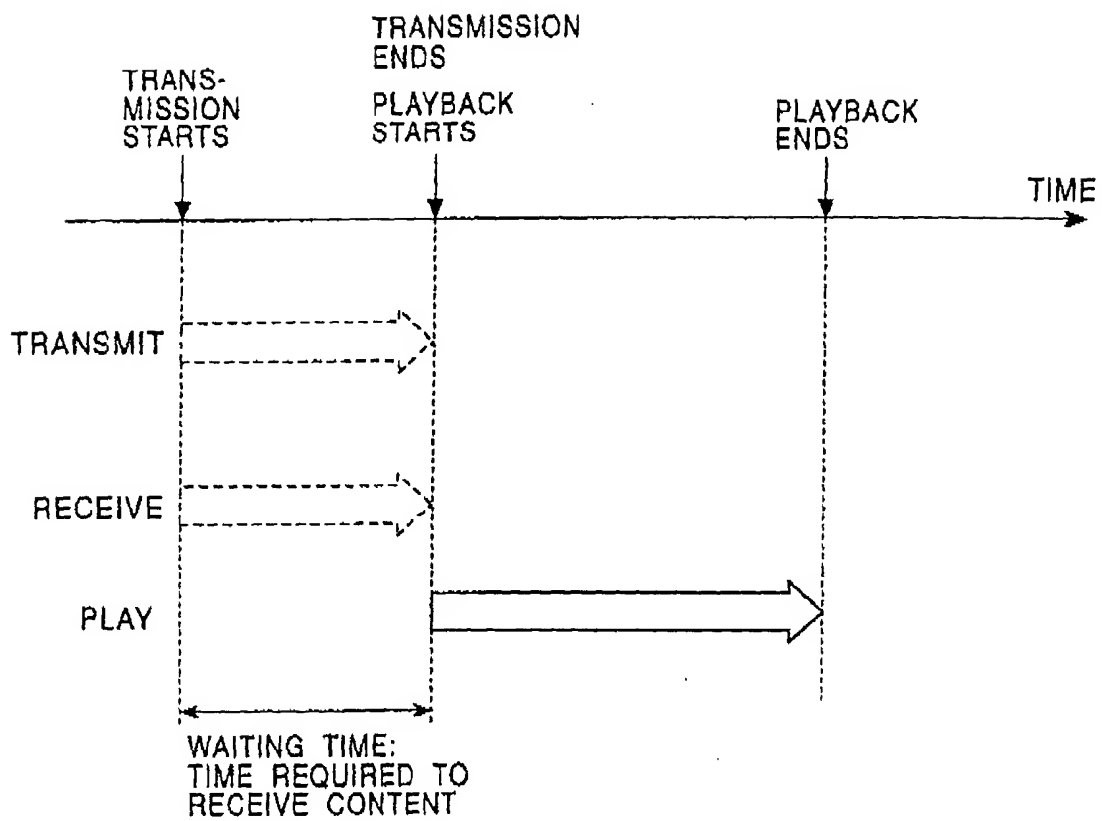 TRANSMISSION
ENDS
TRANS-
MISSION
STARTS
PLAYBACK
STARTS
PLAYBACK
ENDS
TIME
TRANSMIT
RECEIVE
PLAY
WAITING TIME:
TIME REQUIRED TO
RECEIVE CONTENT